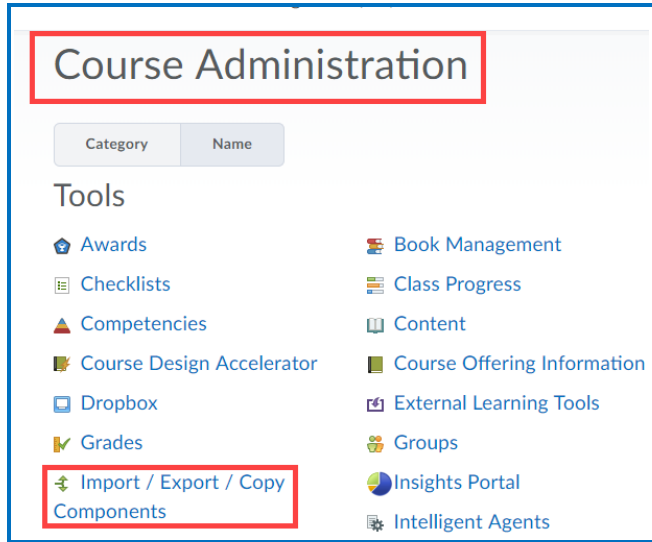 Course Administration
Category Name
Tools
Awards
Book Management
Checklists
Class Progress
Competencies
Content
Course Design Accelerator
Course Offering Information
Dropbox
External Learning Tools
Grades
Groups
Import / Export / Copy
Components
Insights Portal
Intelligent Agents